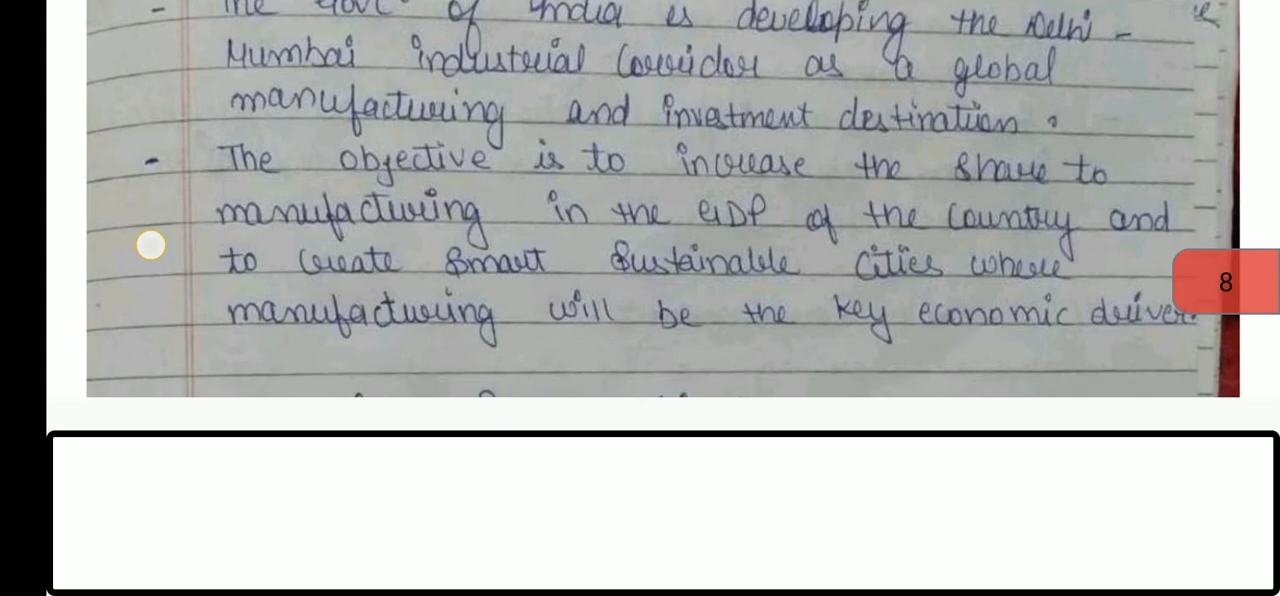 - The Govt of India is developing the Delhi -
Mumbai industrial Corridor as a global
manufacturing and investment destination.
- The objective is to increase the share to
manufacturing in the GDP of the country and
to create smart sustainable cities where
manufacturing will be the key economic deriver.
8